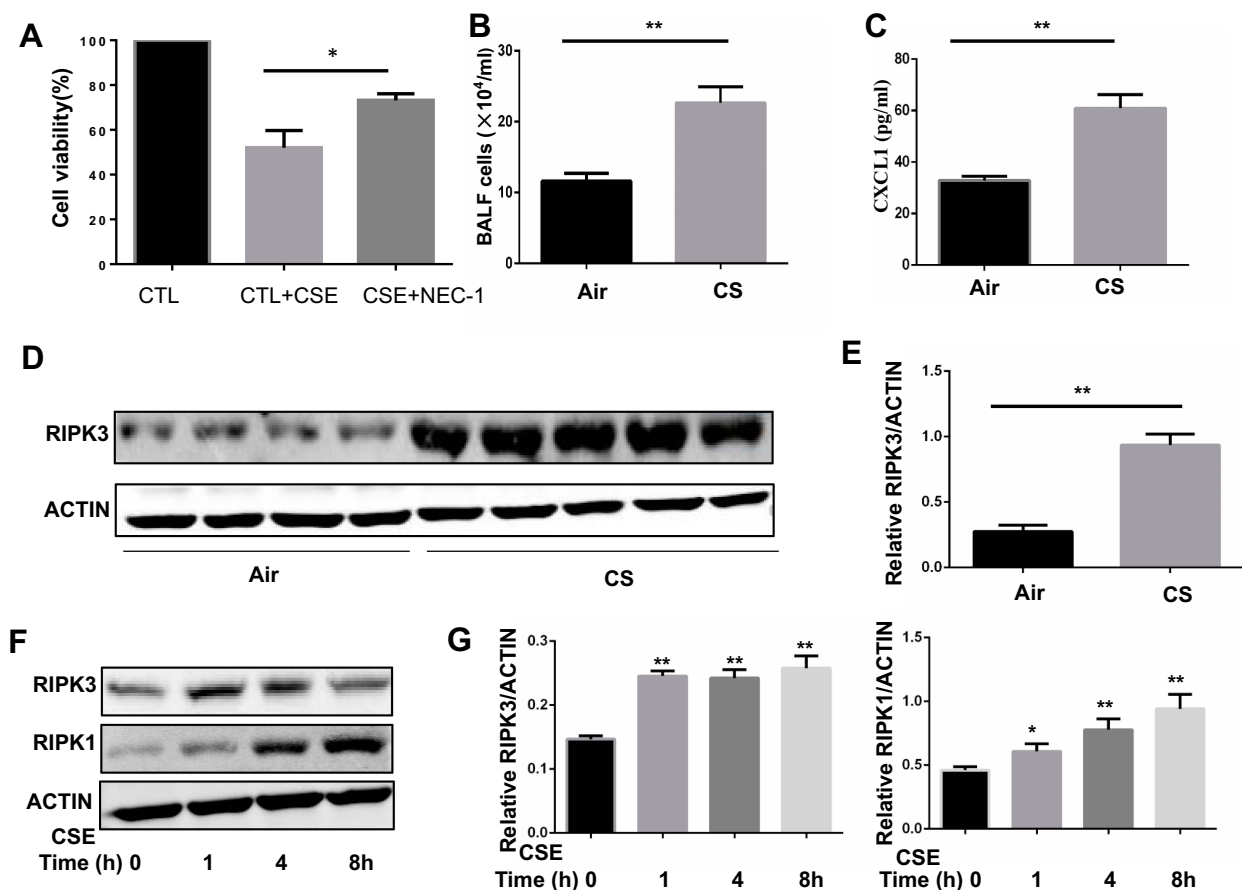 A
Cell viability(%)
100
80
60
40
20
0
*
CTL
CTL+CSE
CSE+NEC-1
B
BALF cells (×10⁴/ml)
30
20
10
0
**
Air
CS
C
CXCL1 (pg/ml)
80
60
40
20
0
**
Air
CS
D
RIPK3
ACTIN
Air
CS
E
Relative RIPK3/ACTIN
1.5
1.0
0.5
0.0
**
Air
CS
F
RIPK3
RIPK1
ACTIN
CSE
Time (h) 0 1 4 8h
G
Relative RIPK3/ACTIN
0.3
0.2
0.1
0.0
** ** **
CSE
Time (h) 0 1 4 8h
Relative RIPK1/ACTIN
1.5
1.0
0.5
0.0
* ** **
CSE
Time (h) 0 1 4 8h